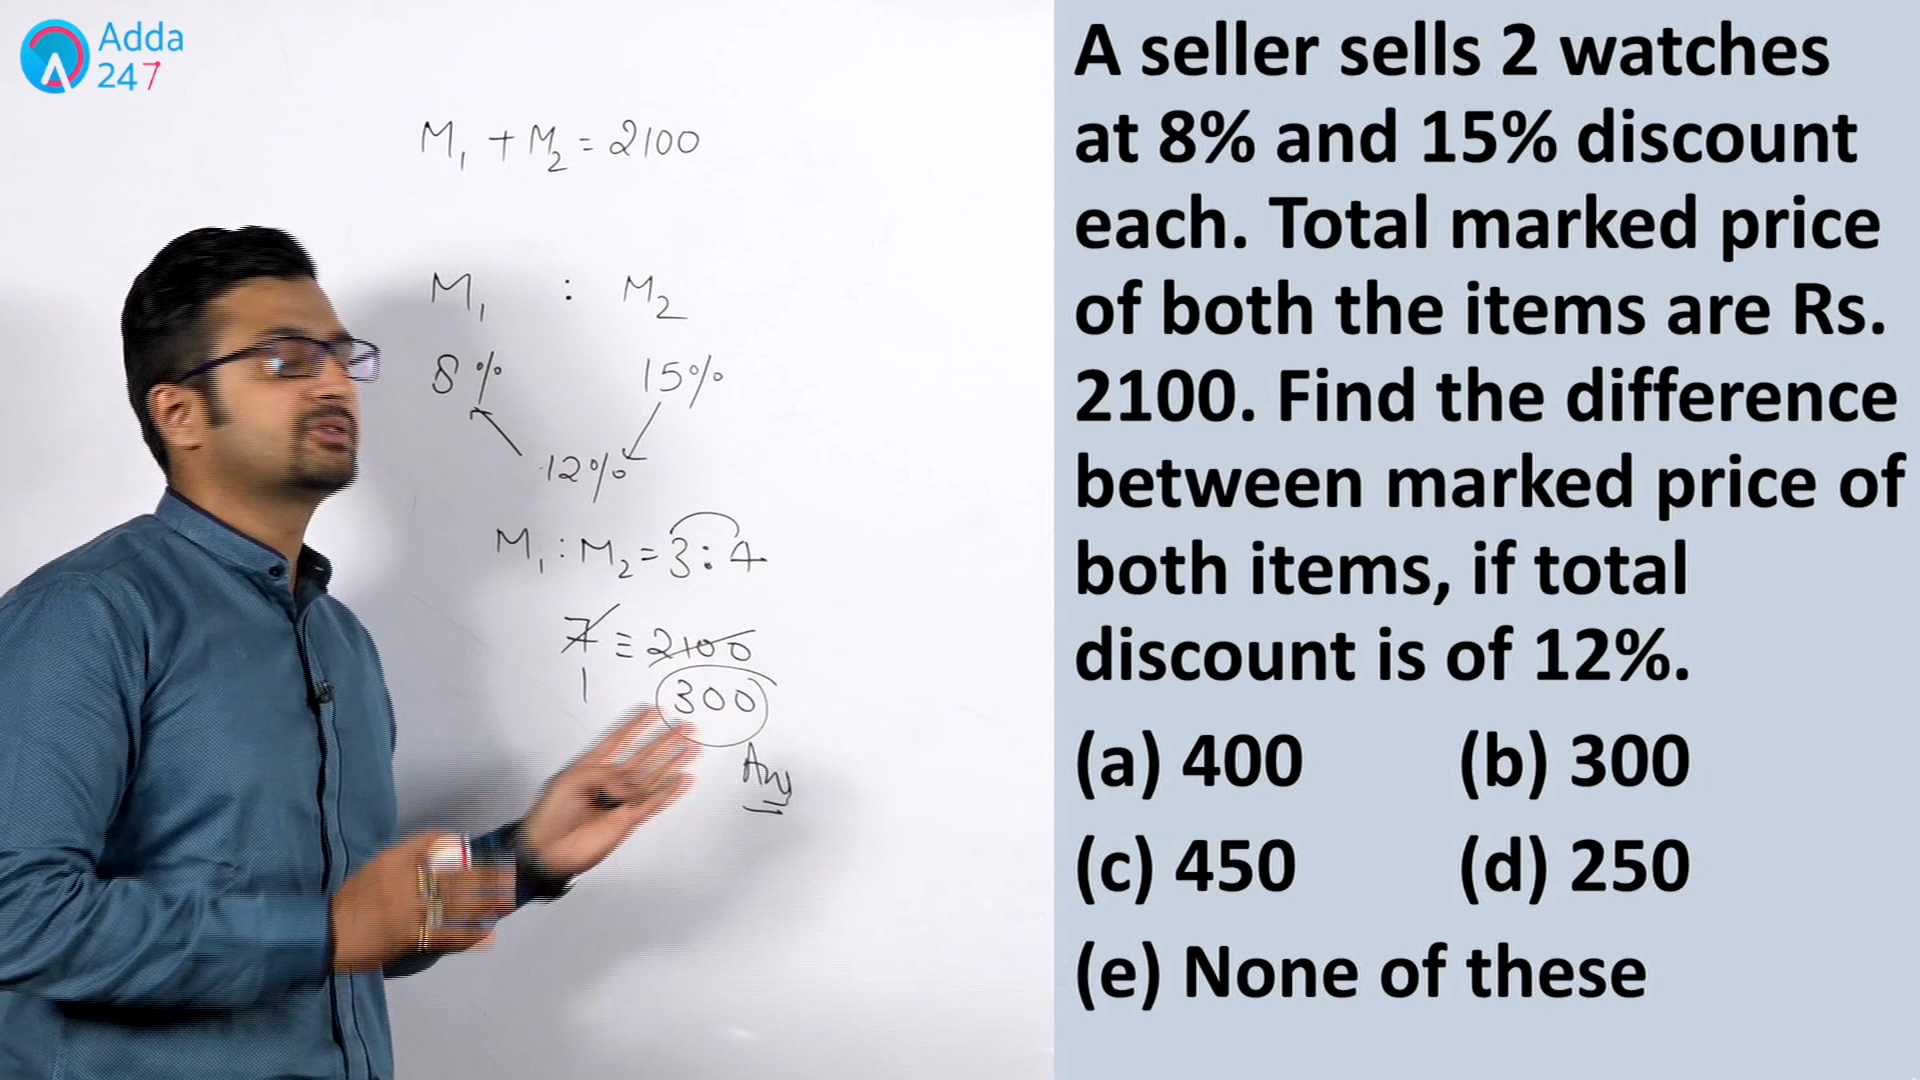 Adda
247
M₁ + M₂ = 2100
M₁ : M₂
8% 15%
12%
M₁ : M₂ = 3 : 4
7 ≡ 2100
1 300
Ans
A seller sells 2 watches
at 8% and 15% discount
each. Total marked price
of both the items are Rs.
2100. Find the difference
between marked price of
both items, if total
discount is of 12%.
(a) 400 (b) 300
(c) 450 (d) 250
(e) None of these